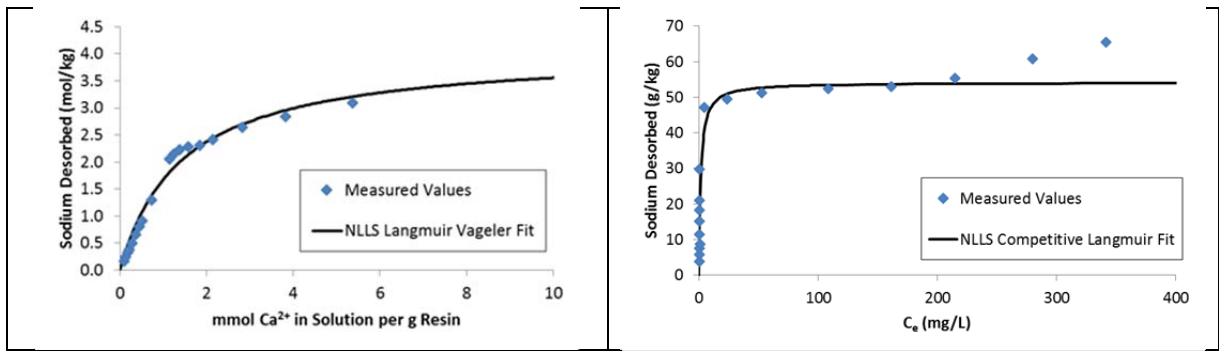 4.5
4.0
3.5
3.0
2.5
2.0
1.5
1.0
0.5
0.0
Sodium Desorbed (mol/kg)
Measured Values
NLLS Langmuir Vageler Fit
0 2 4 6 8 10
mmol Ca²⁺ in Solution per g Resin
70
60
50
40
30
20
10
0
Sodium Desorbed (g/kg)
Measured Values
NLLS Competitive Langmuir Fit
0 100 200 300 400
Cₑ (mg/L)